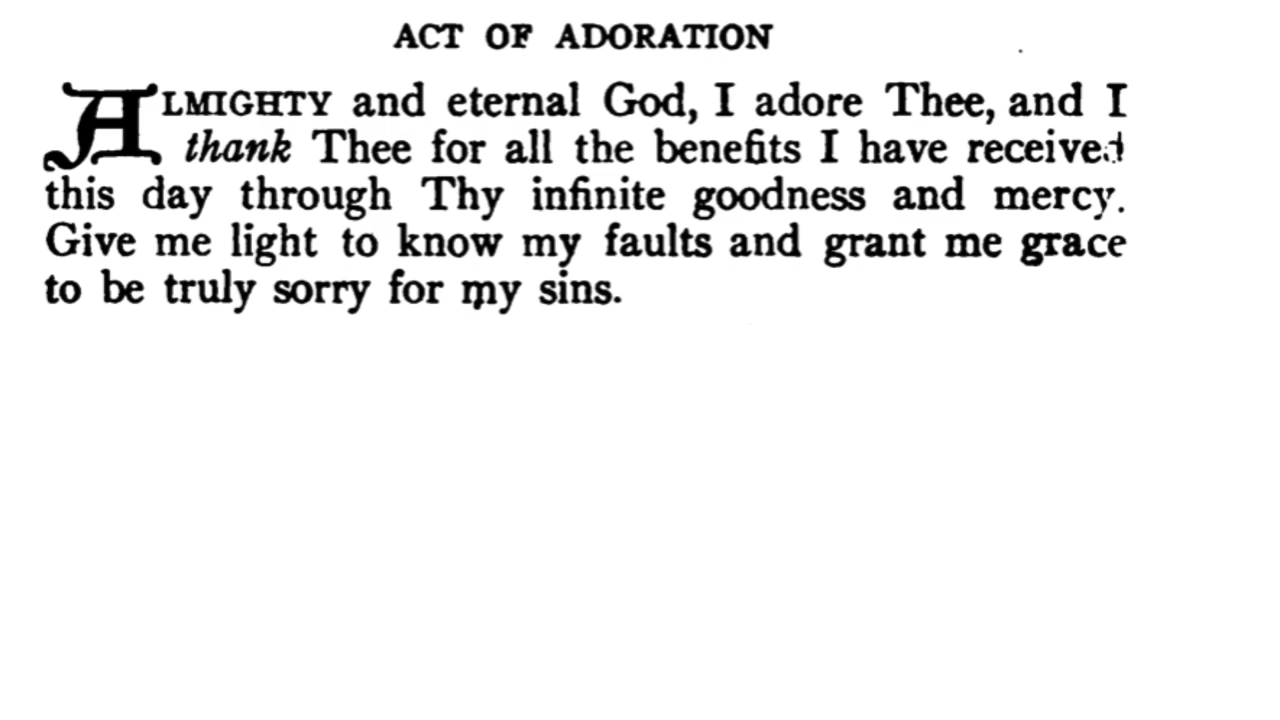 ACT OF ADORATION
ALMIGHTY and eternal God, I adore Thee, and I
thank Thee for all the benefits I have received
this day through Thy infinite goodness and mercy.
Give me light to know my faults and grant me grace
to be truly sorry for my sins.